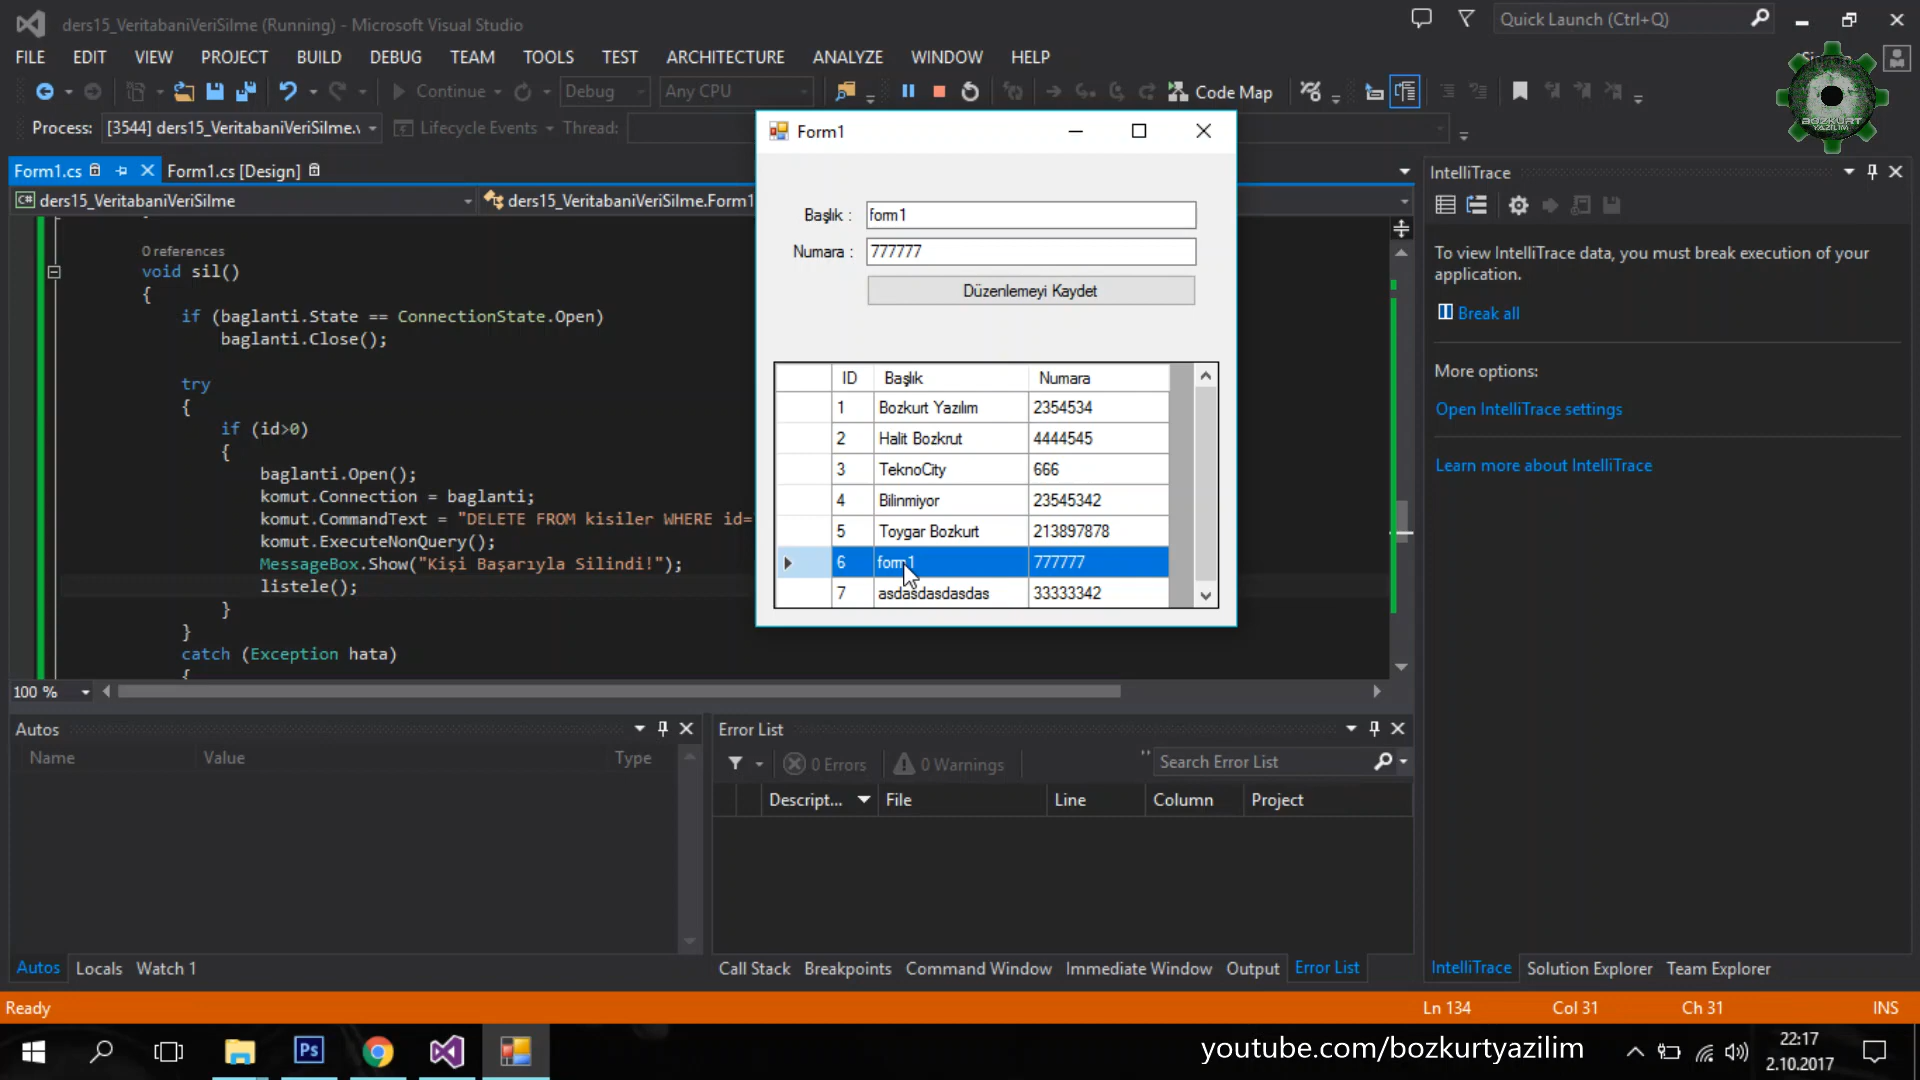 ders15_VeritabaniVeriSilme (Running) - Microsoft Visual Studio
Quick Launch (Ctrl+Q)
FILE EDIT VIEW PROJECT BUILD DEBUG TEAM TOOLS TEST ARCHITECTURE ANALYZE WINDOW HELP
Continue Debug Any CPU Code Map
Process: [3544] ders15_VeritabaniVeriSilme.v Lifecycle Events Thread:
BOZKURT
YAZILIM
Form1.cs Form1.cs [Design]
ders15_VeritabaniVeriSilme ders15_VeritabaniVeriSilme.Form1
0 references
void sil()
{
if (baglanti.State == ConnectionState.Open)
baglanti.Close();
try
{
if (id>0)
{
baglanti.Open();
komut.Connection = baglanti;
komut.CommandText = "DELETE FROM kisiler WHERE id=
komut.ExecuteNonQuery();
MessageBox.Show("Kişi Başarıyla Silindi!");
listele();
}
}
catch (Exception hata)
{
100 %
Form1
Başlık : form1
Numara : 777777
Düzenlemeyi Kaydet
ID Başlık Numara
1 Bozkurt Yazılım 2354534
2 Halit Bozkrut 4444545
3 TeknoCity 666
4 Bilinmiyor 23545342
5 Toygar Bozkurt 213897878
6 form1 777777
7 asdasdasdasdas 33333342
IntelliTrace
To view IntelliTrace data, you must break execution of your
application.
Break all
More options:
Open IntelliTrace settings
Learn more about IntelliTrace
Autos
Name Value Type
Error List
0 Errors 0 Warnings Search Error List
Descript... File Line Column Project
Autos Locals Watch 1
Call Stack Breakpoints Command Window Immediate Window Output Error List
IntelliTrace Solution Explorer Team Explorer
Ready Ln 134 Col 31 Ch 31 INS
Ps
youtube.com/bozkurtyazilim
22:17
2.10.2017